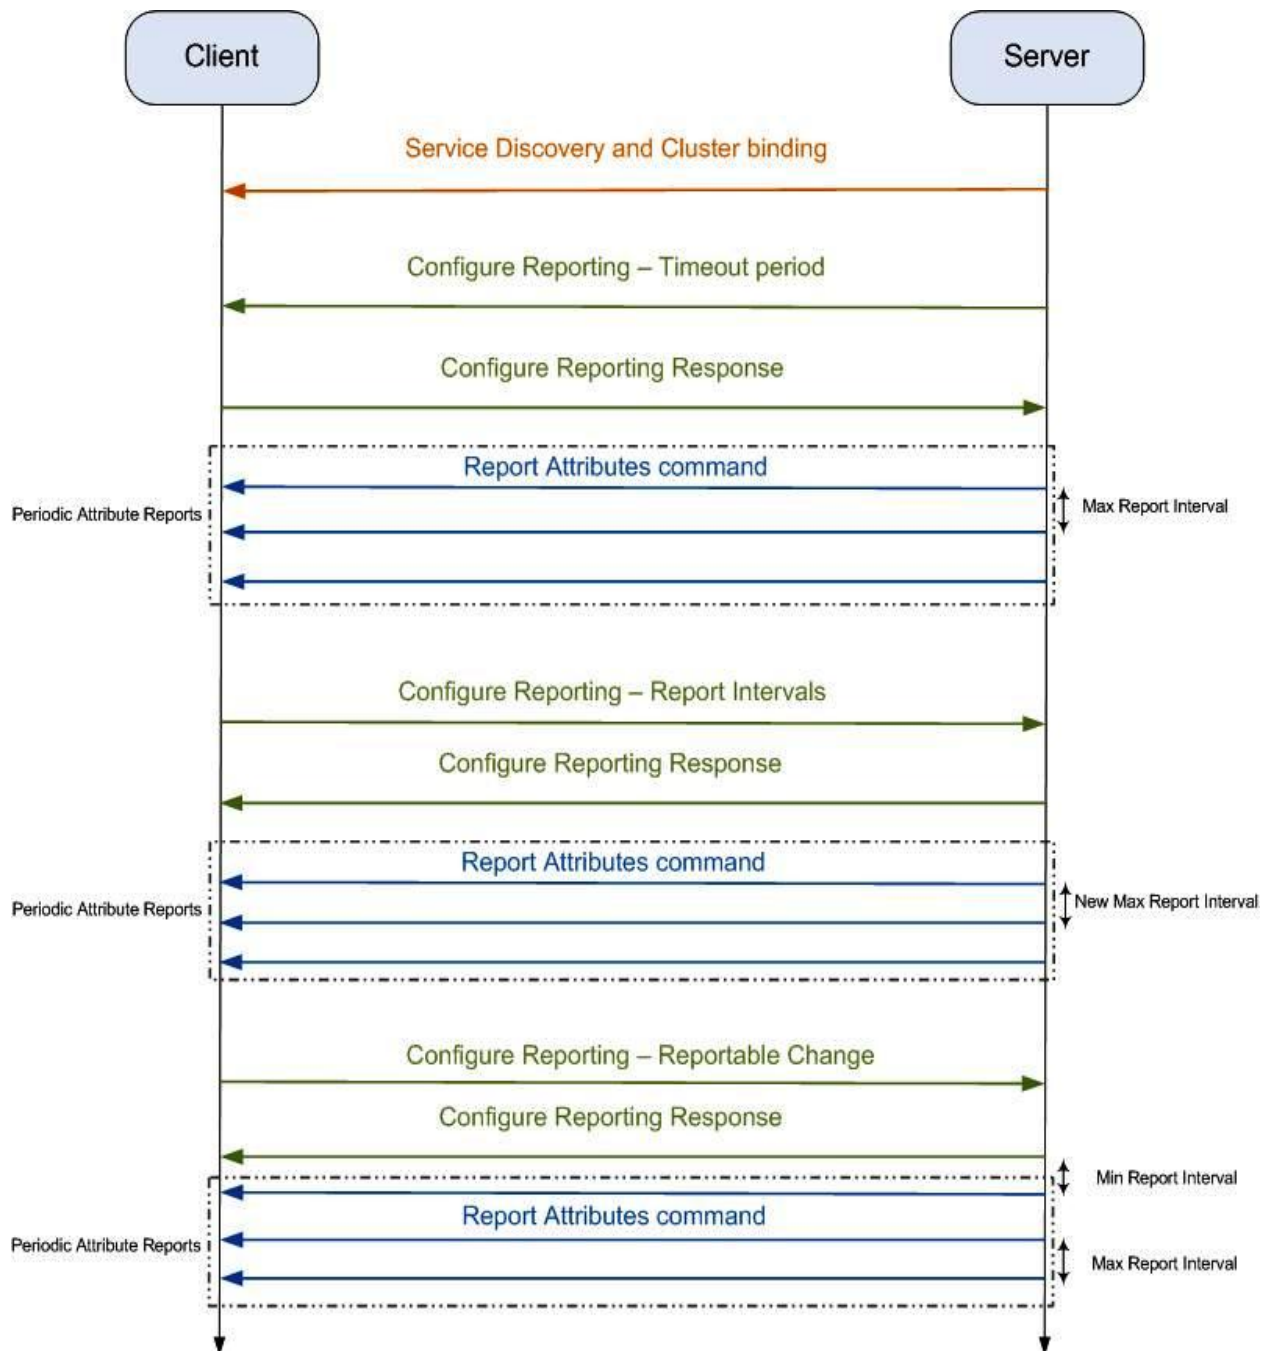 Client
Server
Service Discovery and Cluster binding
Configure Reporting – Timeout period
Configure Reporting Response
Report Attributes command
Periodic Attribute Reports
Max Report Interval
Configure Reporting – Report Intervals
Configure Reporting Response
Report Attributes command
Periodic Attribute Reports
New Max Report Interval
Configure Reporting – Reportable Change
Configure Reporting Response
Min Report Interval
Report Attributes command
Periodic Attribute Reports
Max Report Interval